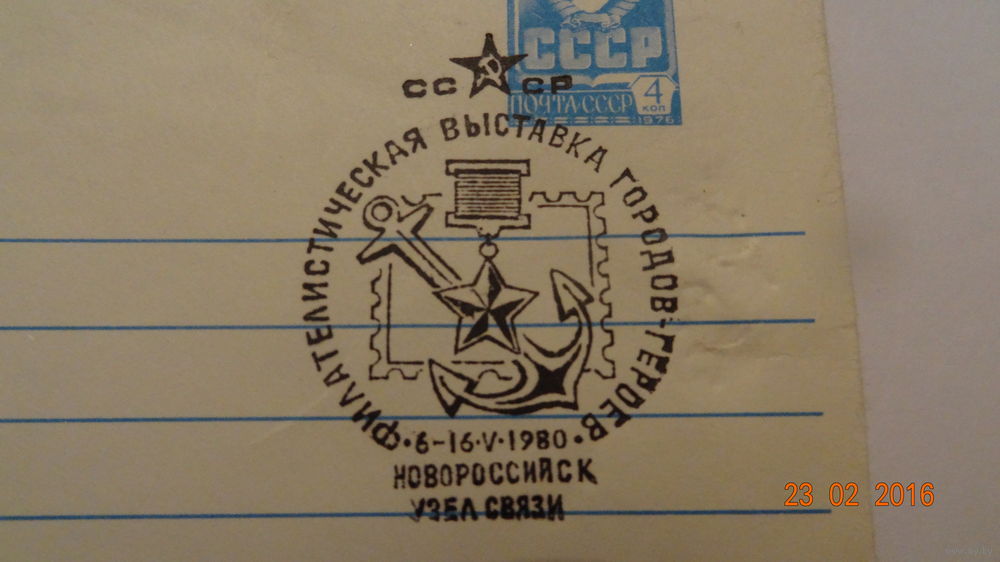 СССР
ПОЧТА СССР
4
КОП
1976
СС СР
ФИЛАТЕЛИСТИЧЕСКАЯ ВЫСТАВКА ГОРОДОВ-ГЕРОЕВ
·6-16·V·1980·
НОВОРОССИЙСК
УЗЕЛ СВЯЗИ
23 02 2016